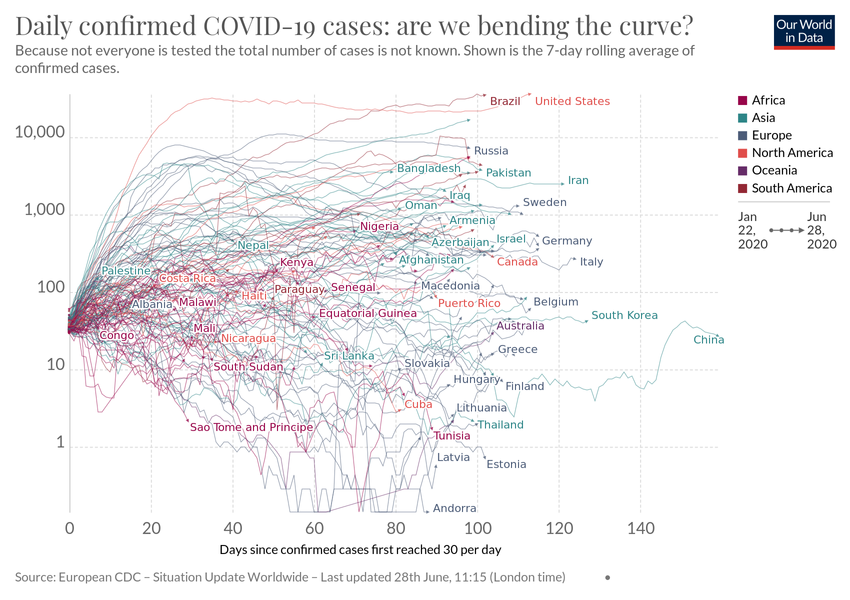 Daily confirmed COVID-19 cases: are we bending the curve?
Because not everyone is tested the total number of cases is not known. Shown is the 7-day rolling average of
confirmed cases.
Our World
in Data
Brazil
United States
Africa
Asia
10,000
Europe
Russia
North America
Bangladesh
Pakistan
Oceania
Iran
South America
Iraq
Oman
Sweden
1,000
Armenia
Jan
22,
2020
Jun
28,
2020
Nigeria
Nepal
Azerbaijan
Israel
Germany
Kenya
Afghanistan
Canada
Italy
Palestine
Costa Rica
100
Haiti
Paraguay
Senegal
Macedonia
Albania
Malawi
Puerto Rico
Belgium
Equatorial Guinea
South Korea
Congo
Mali
Australia
Nicaragua
China
Sri Lanka
Greece
10
South Sudan
Slovakia
Hungary
Finland
Cuba
Lithuania
Sao Tome and Principe
Thailand
Tunisia
1
Latvia
Estonia
Andorra
0
20
40
60
80
100
120
140
Days since confirmed cases first reached 30 per day
Source: European CDC – Situation Update Worldwide – Last updated 28th June, 11:15 (London time)